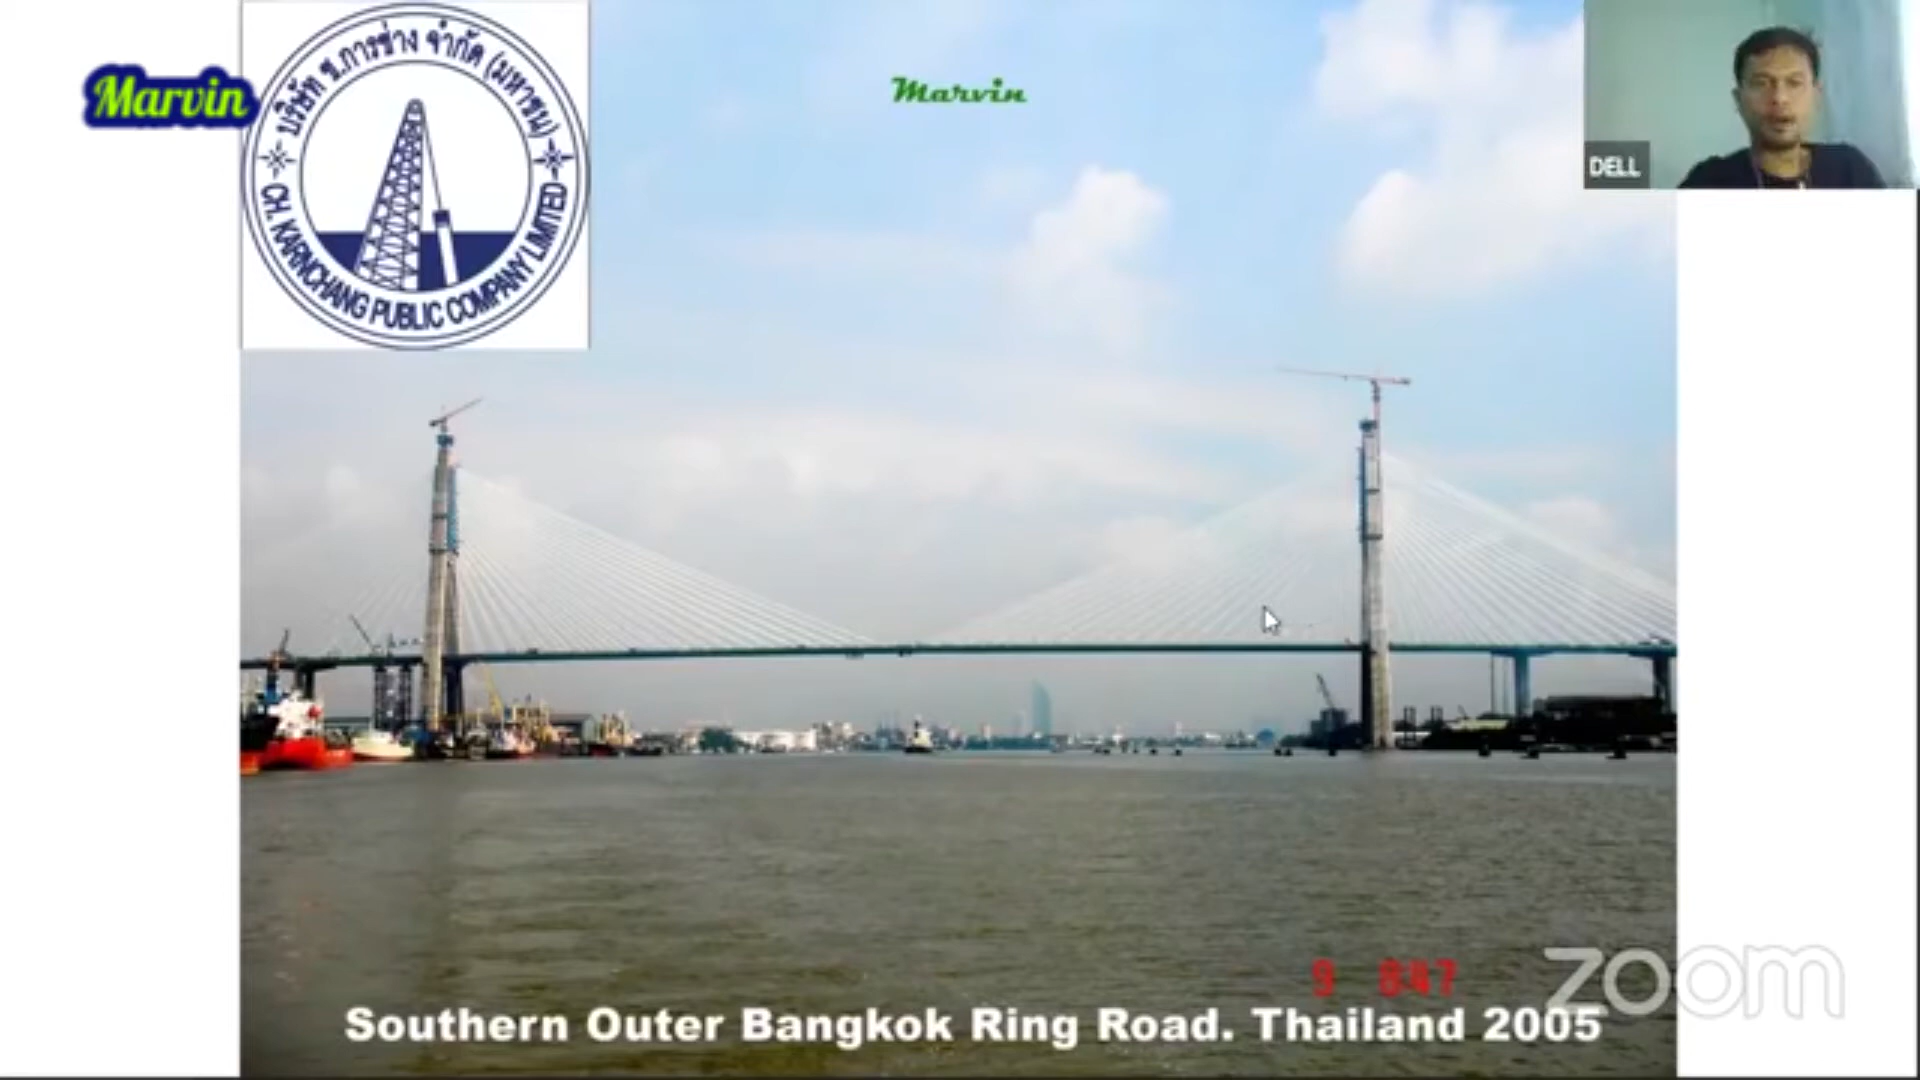 บริษัท ช.การช่าง จำกัด (มหาชน)
CH. KARNCHANG PUBLIC COMPANY LIMITED
Marvin
Marvin
DELL
zoom
Southern Outer Bangkok Ring Road. Thailand 2005